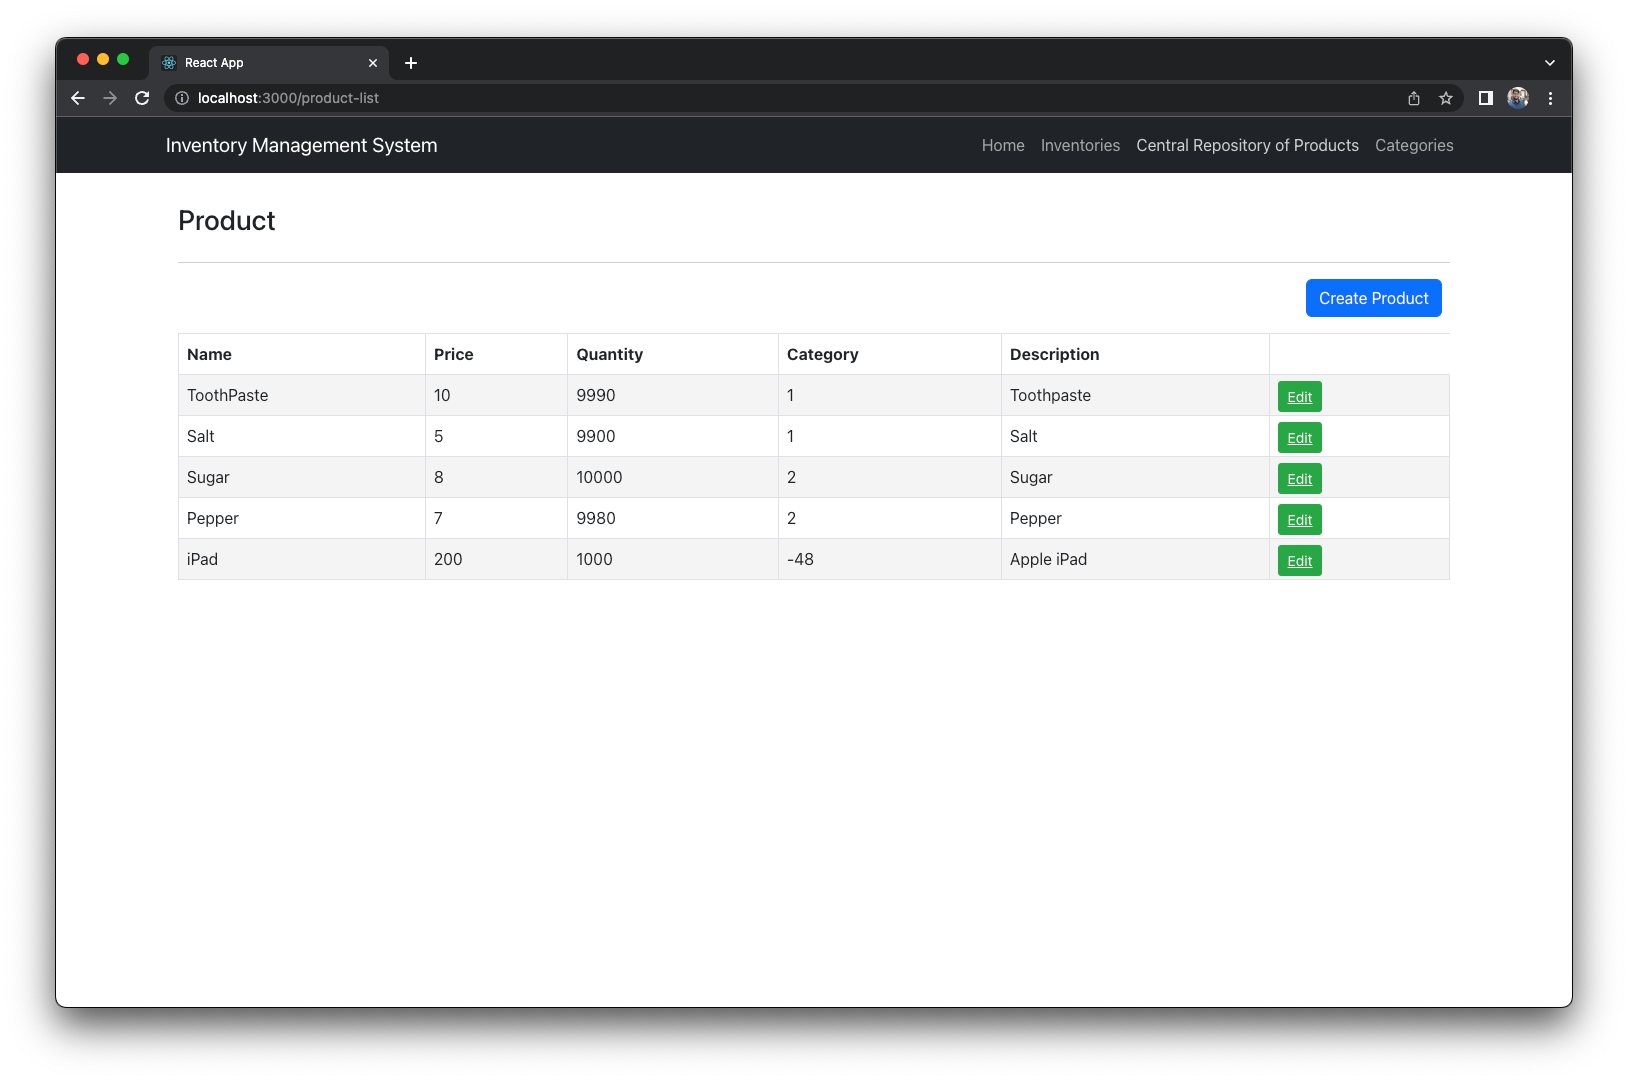 React App
localhost:3000/product-list
Inventory Management System Home Inventories Central Repository of Products Categories
Product
Create Product
Name Price Quantity Category Description
ToothPaste 10 9990 1 Toothpaste Edit
Salt 5 9900 1 Salt Edit
Sugar 8 10000 2 Sugar Edit
Pepper 7 9980 2 Pepper Edit
iPad 200 1000 -48 Apple iPad Edit